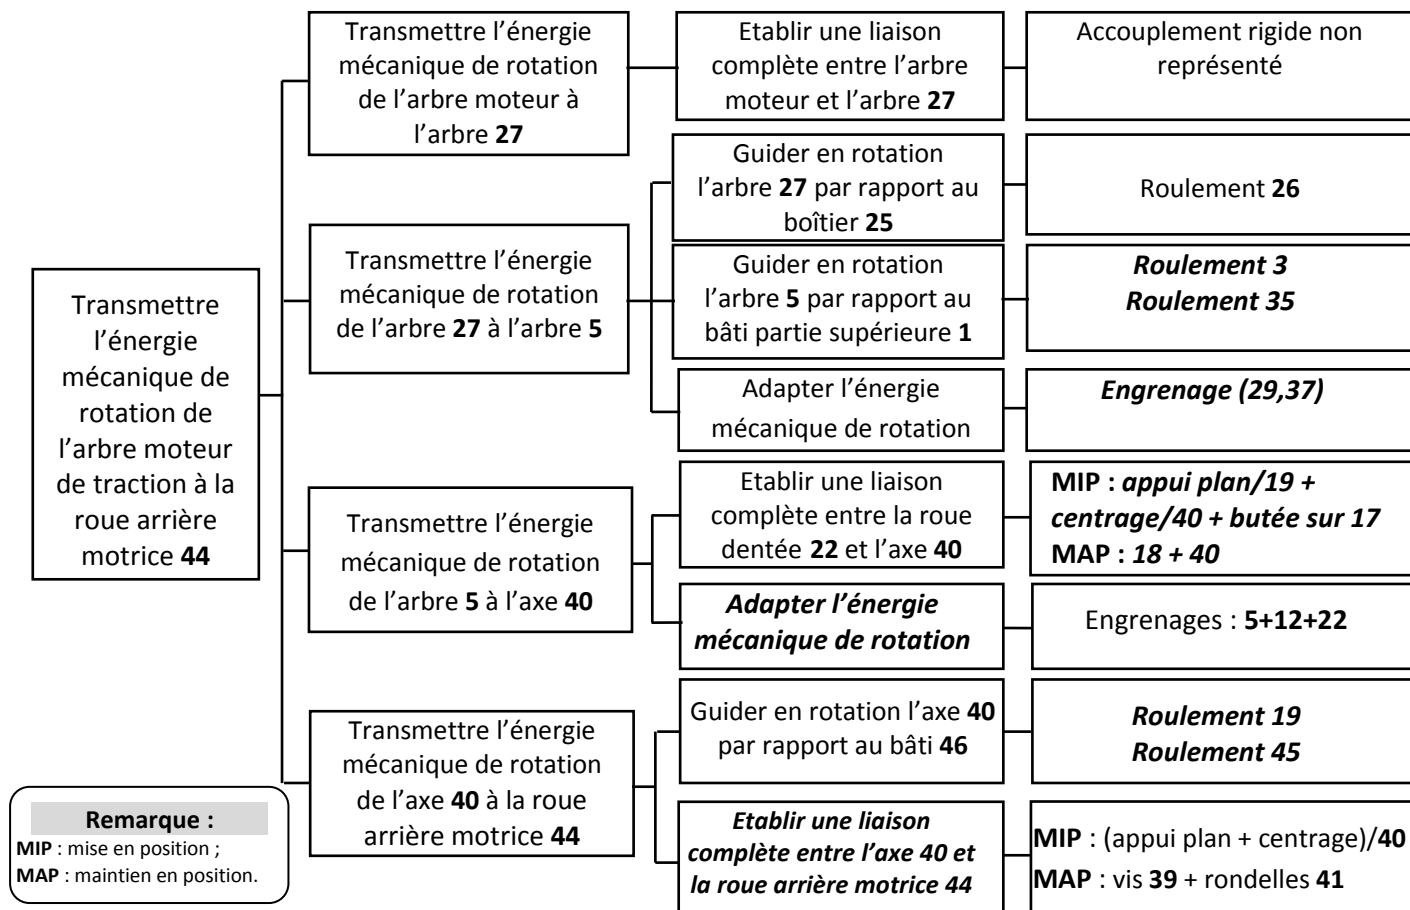 Transmettre
l'énergie
mécanique de
rotation de
l'arbre moteur
de traction à la
roue arrière
motrice 44
Transmettre l'énergie
mécanique de rotation
de l'arbre moteur à
l'arbre 27
Etablir une liaison
complète entre l'arbre
moteur et l'arbre 27
Accouplement rigide non
représenté
Transmettre l'énergie
mécanique de rotation
de l'arbre 27 à l'arbre 5
Guider en rotation
l'arbre 27 par rapport au
boîtier 25
Roulement 26
Guider en rotation
l'arbre 5 par rapport au
bâti partie supérieure 1
Roulement 3
Roulement 35
Adapter l'énergie
mécanique de rotation
Engrenage (29,37)
Transmettre l'énergie
mécanique de rotation
de l'arbre 5 à l'axe 40
Etablir une liaison
complète entre la roue
dentée 22 et l'axe 40
MIP : appui plan/19 +
centrage/40 + butée sur 17
MAP : 18 + 40
Adapter l'énergie
mécanique de rotation
Engrenages : 5+12+22
Transmettre l'énergie
mécanique de rotation
de l'axe 40 à la roue
arrière motrice 44
Guider en rotation l'axe 40
par rapport au bâti 46
Roulement 19
Roulement 45
Etablir une liaison
complète entre l'axe 40 et
la roue arrière motrice 44
MIP : (appui plan + centrage)/40
MAP : vis 39 + rondelles 41
Remarque :
MIP : mise en position ;
MAP : maintien en position.